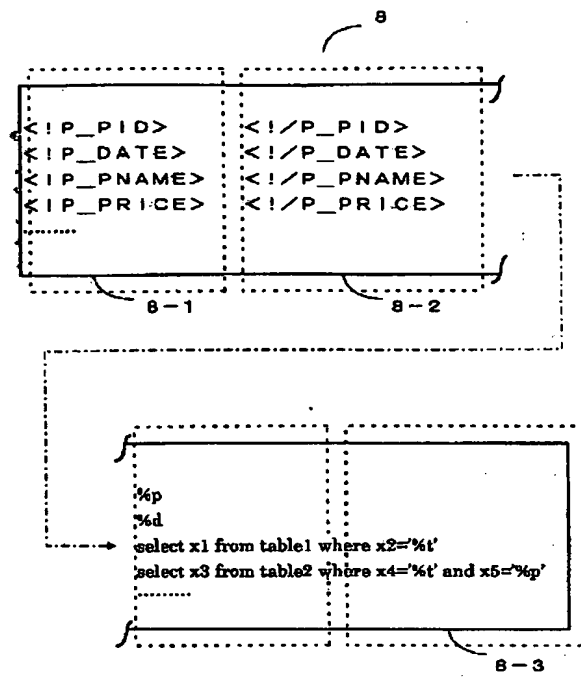 8
<!P_PID> <!/P_PID>
<!P_DATE> <!/P_DATE>
<!P_PNAME> <!/P_PNAME>
<!P_PRICE> <!/P_PRICE>
8-1 8-2
%p
%d
select x1 from table1 where x2='%t'
select x3 from table2 where x4='%t' and x5='%p'
8-3